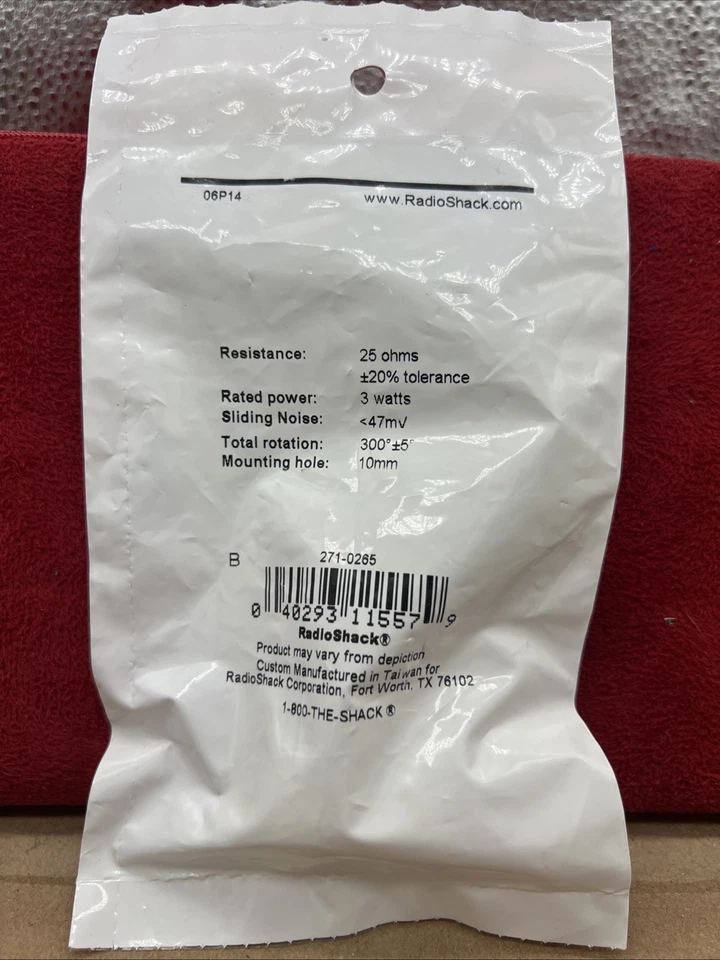 06P14 www.RadioShack.com
Resistance: 25 ohms
±20% tolerance
Rated power: 3 watts
Sliding Noise: <47mV
Total rotation: 300°±5°
Mounting hole: 10mm
B 271-0265
0 40293 11557 9
RadioShack®
Product may vary from depiction
Custom Manufactured in Taiwan for
RadioShack Corporation, Fort Worth, TX 76102
1-800-THE-SHACK®